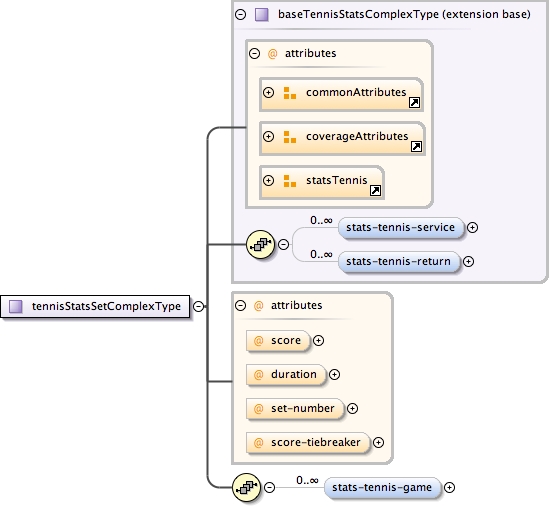 baseTennisStatsComplexType (extension base)
@ attributes
commonAttributes
coverageAttributes
statsTennis
0..∞
stats-tennis-service
0..∞
stats-tennis-return
tennisStatsSetComplexType
@ attributes
@ score
@ duration
@ set-number
@ score-tiebreaker
0..∞
stats-tennis-game